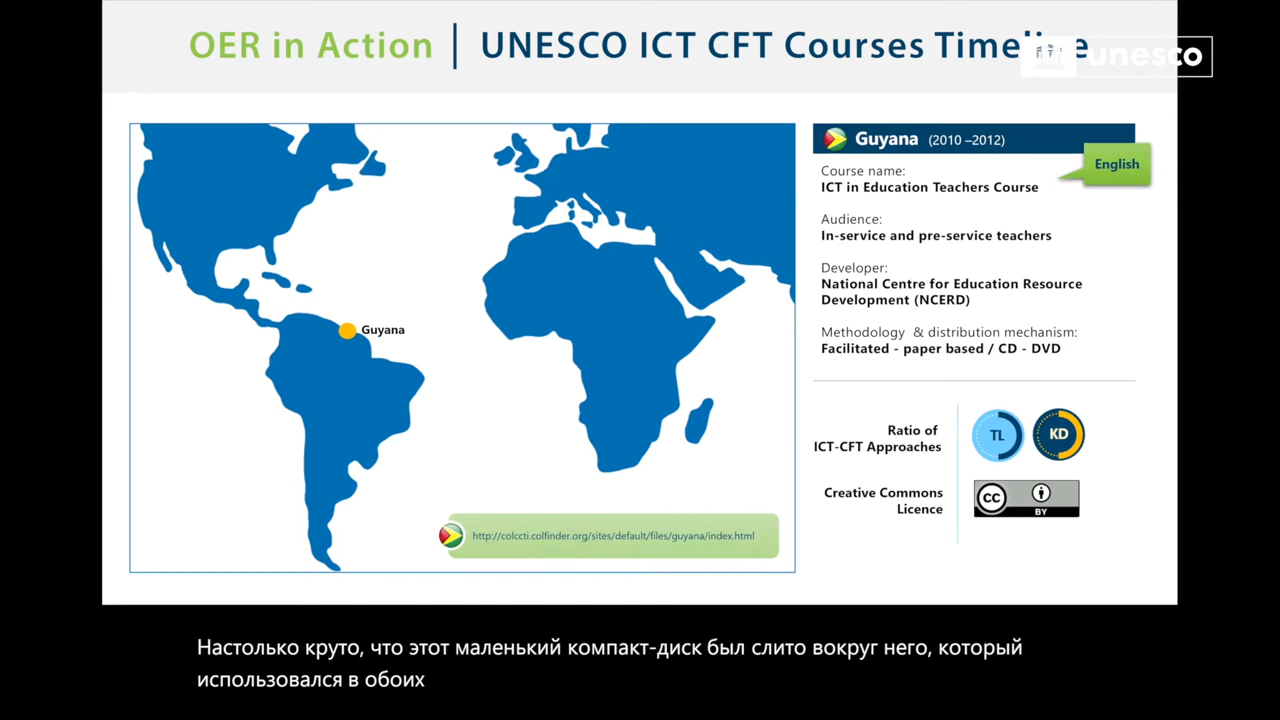 OER in Action | UNESCO ICT CFT Courses Timeline
unesco
Guyana (2010 –2012)
English
Course name:
ICT in Education Teachers Course
Audience:
In-service and pre-service teachers
Developer:
National Centre for Education Resource
Development (NCERD)
Methodology & distribution mechanism:
Facilitated - paper based / CD - DVD
Guyana
Ratio of
ICT-CFT Approaches
TL
KD
Creative Commons
Licence
CC
BY
http://colccti.colfinder.org/sites/default/files/guyana/index.html
Настолько круто, что этот маленький компакт-диск был слито вокруг него, который
использовался в обоих